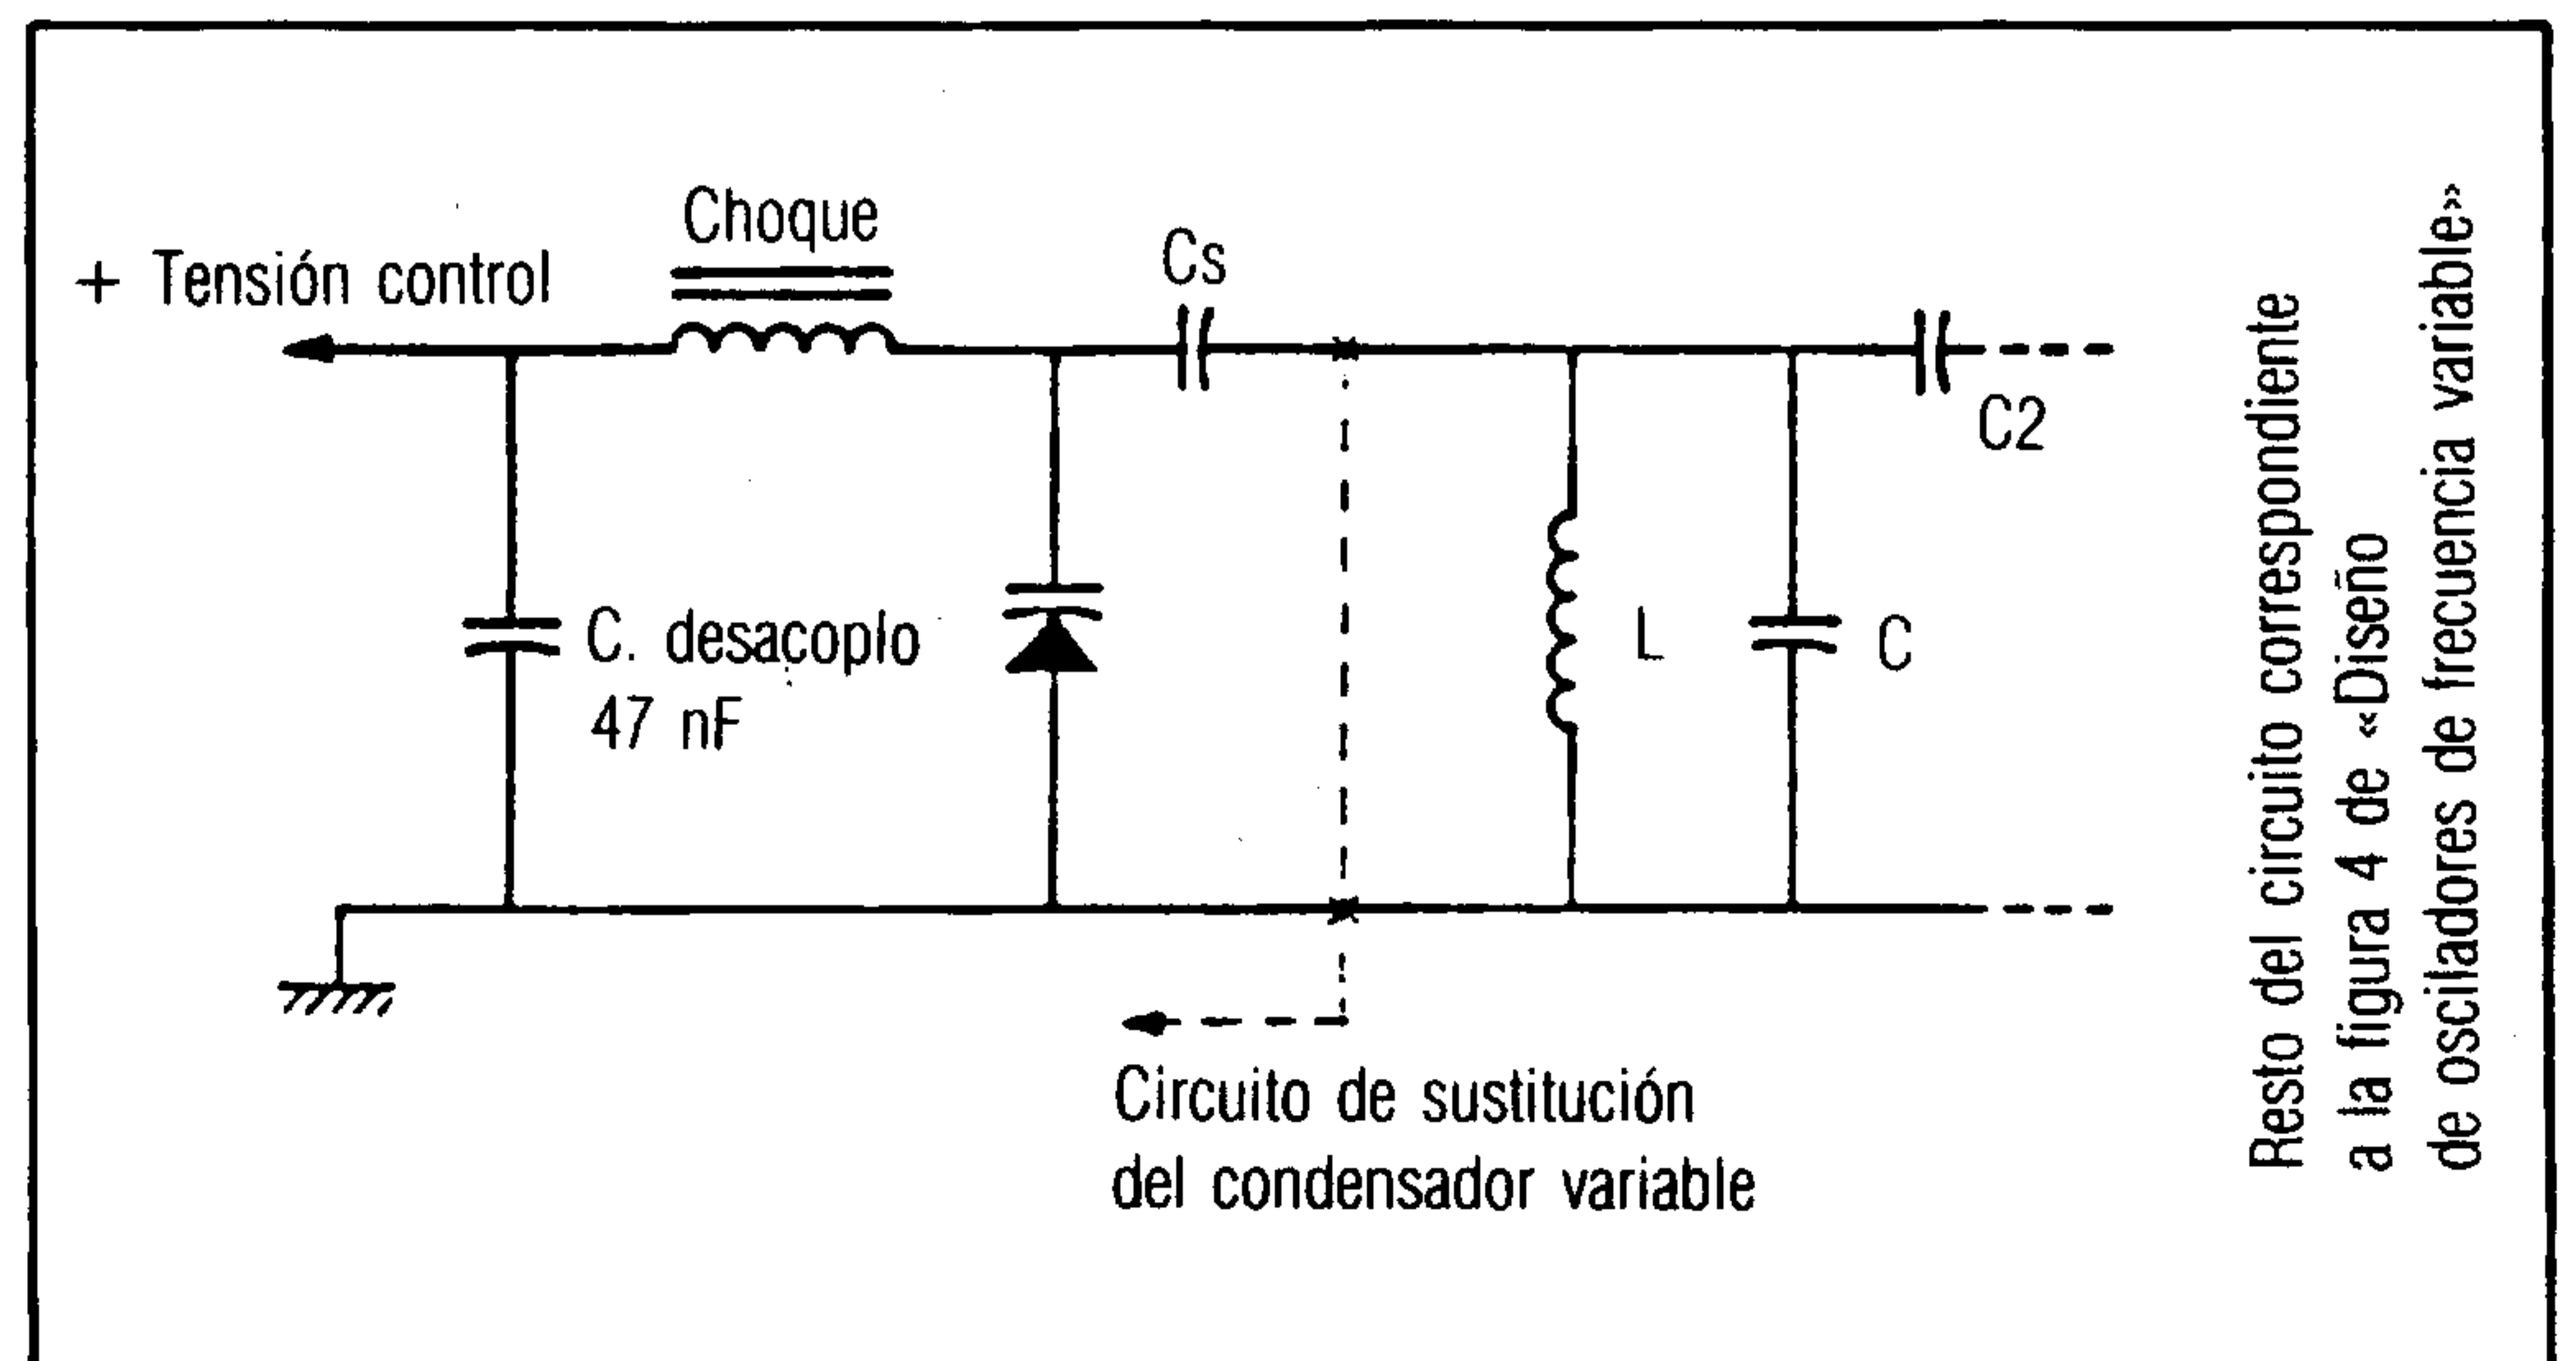 Choque
+ Tensión control
Cs
C2
C. desacoplo
47 nF
L
C
Circuito de sustitución
del condensador variable
Resto del circuito correspondiente
a la figura 4 de «Diseño
de osciladores de frecuencia variable»